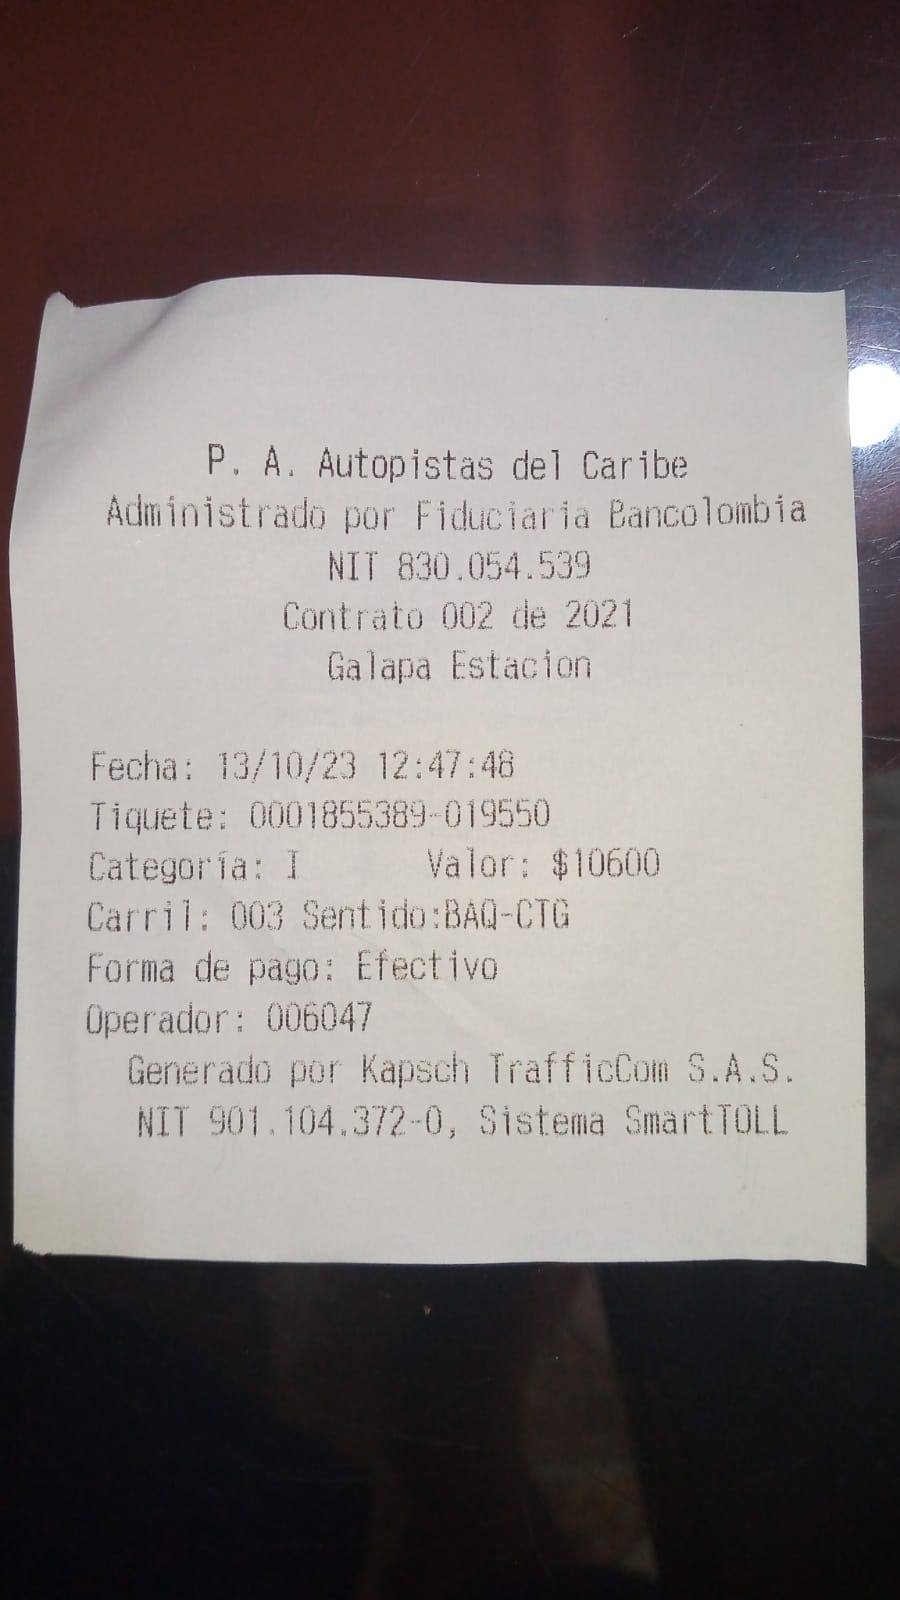 P. A. Autopistas del Caribe
Administrado por Fiduciaria Bancolombia
NIT 830.054.539
Contrato 002 de 2021
Galapa Estacion
Fecha: 13/10/23 12:47:48
Tiquete: 0001855389-019550
Categoría: I Valor: $10600
Carril: 003 Sentido:BAQ-CTG
Forma de pago: Efectivo
Operador: 006047
Generado por Kapsch TrafficCom S.A.S.
NIT 901.104.372-0, Sistema SmartTOLL